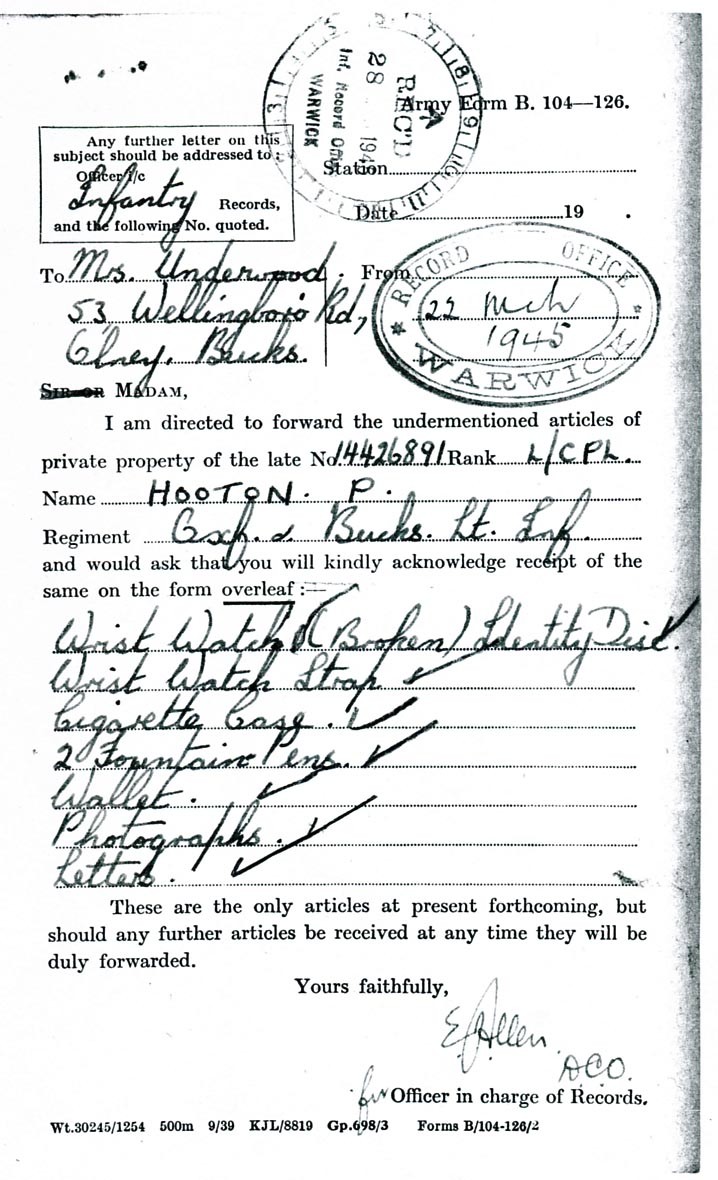 REC'D
28 194
Inf. Record Office
WARWICK
Army Form B. 104—126.
Any further letter on this
subject should be addressed to :
Officer i/c
Infantry Records,
and the following No. quoted.
Station
Date 19 .
To Mrs. Underwood.
53 Wellingboro Rd,
Olney. Bucks.
From
RECORD OFFICE
22 Mch
1945
WARWICK
SIR OR MADAM,
I am directed to forward the undermentioned articles of
private property of the late No. 14426891 Rank L/CPL.
Name HOOTON. P.
Regiment Oxf. & Bucks. Lt. Inf.
and would ask that you will kindly acknowledge receipt of the
same on the form overleaf :—
Wrist Watch (Broken) Identity Disc.
Wrist Watch Strap
Cigarette Case.
2 Fountain Pens.
Wallet.
Photographs.
Letters.
These are the only articles at present forthcoming, but
should any further articles be received at any time they will be
duly forwarded.
Yours faithfully,
E Allen
A.C.O.
for Officer in charge of Records.
Wt.30245/1254 500m 9/39 KJL/8819 Gp.698/3 Forms B/104-126/2